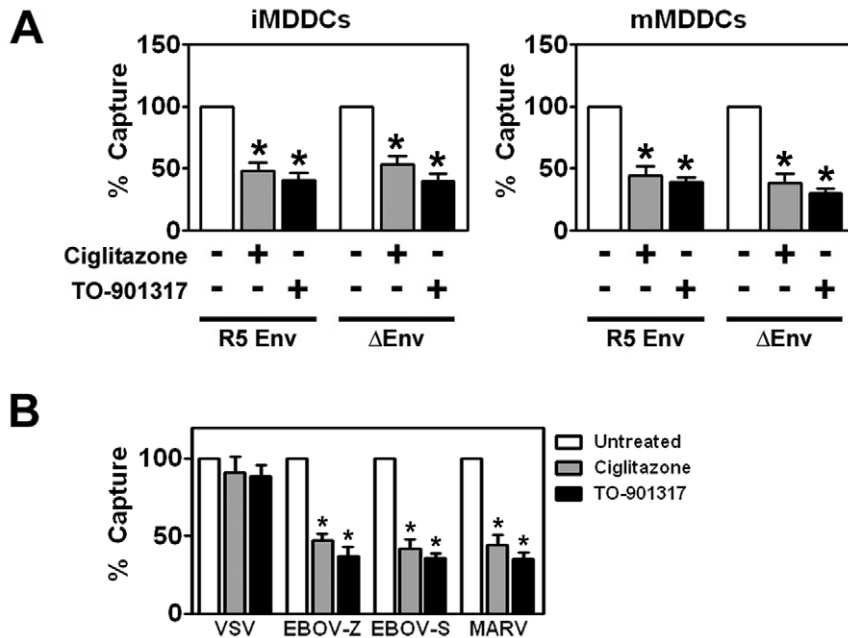 A
iMDDCs
mMDDCs
% Capture
150
100
50
0
* * * *
% Capture
150
100
50
0
* * * *
Ciglitazone - + - - + - - + - - + -
TO-901317 - - + - - + - - + - - +
R5 Env ΔEnv R5 Env ΔEnv
B
% Capture
100
50
0
* * * * * *
VSV EBOV-Z EBOV-S MARV
Untreated
Ciglitazone
TO-901317